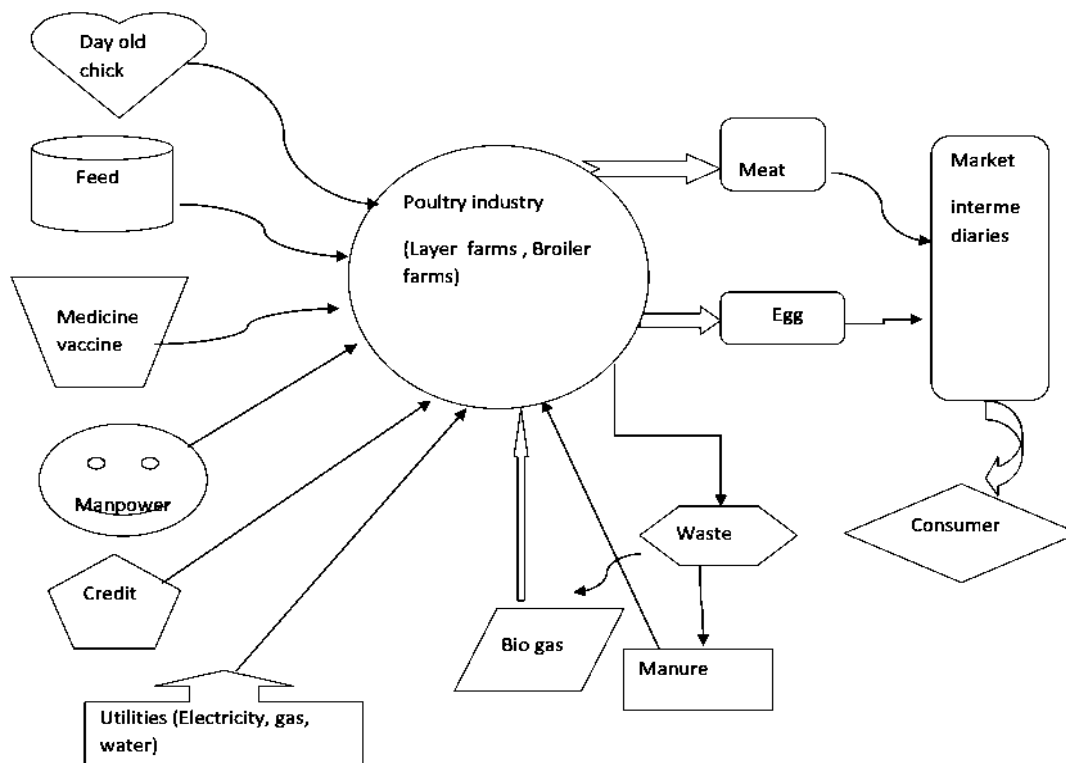 Day old
chick
Feed
Medicine
vaccine
Manpower
Credit
Utilities (Electricity, gas,
water)
Poultry industry
(Layer farms , Broiler
farms)
Meat
Egg
Market
interme
diaries
Consumer
Waste
Bio gas
Manure